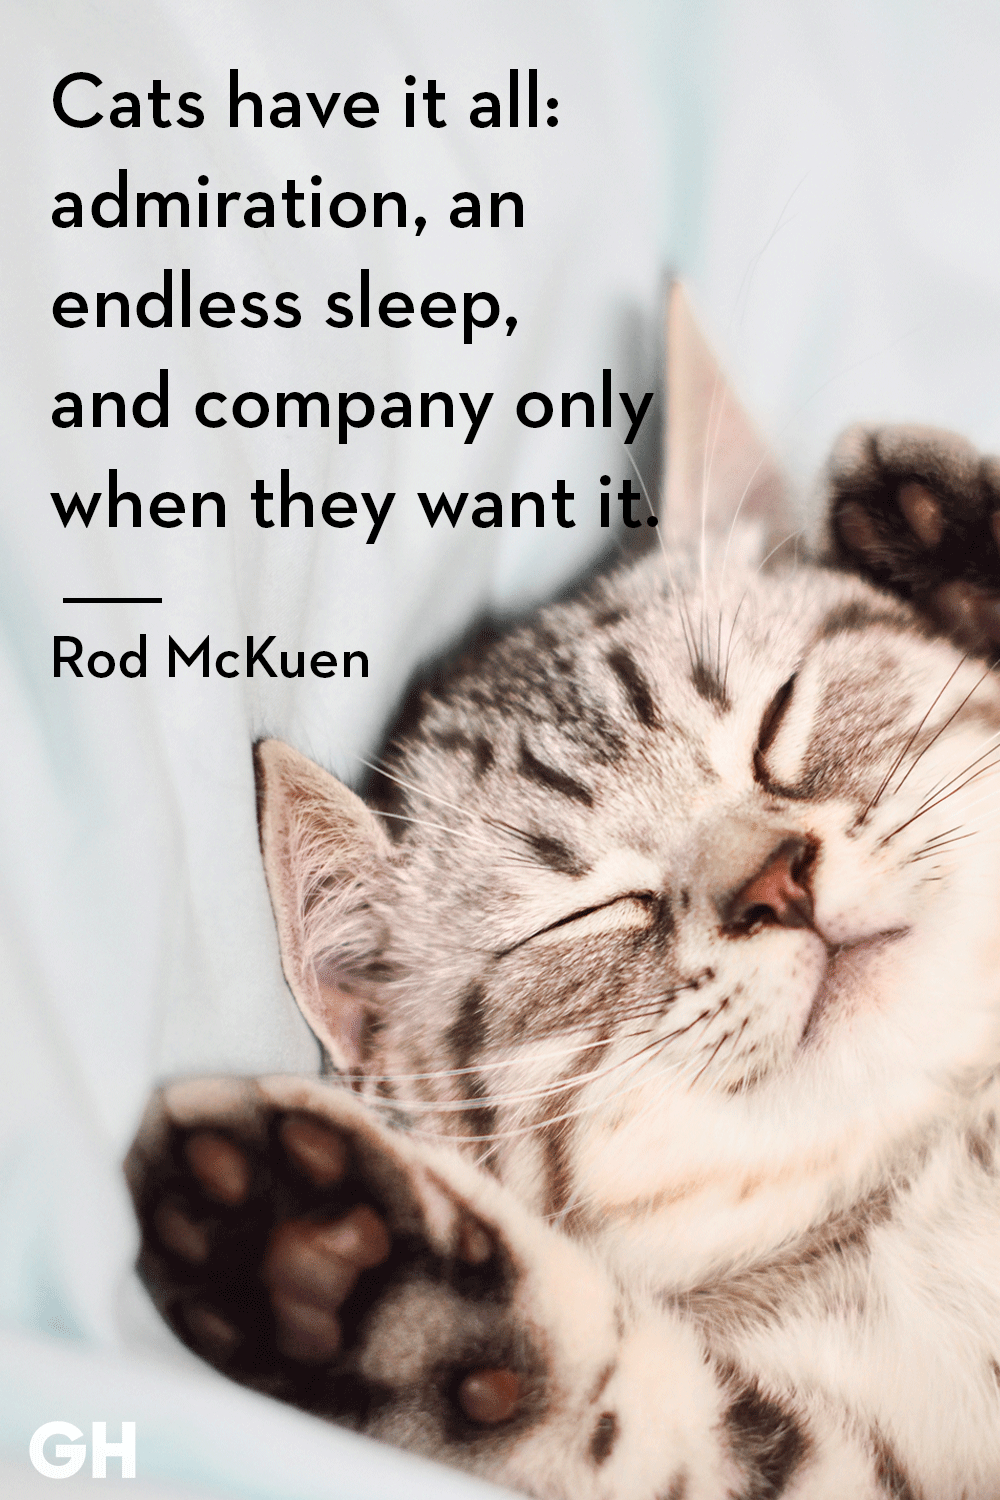 Cats have it all:
admiration, an
endless sleep,
and company only
when they want it.
Rod McKuen
GH